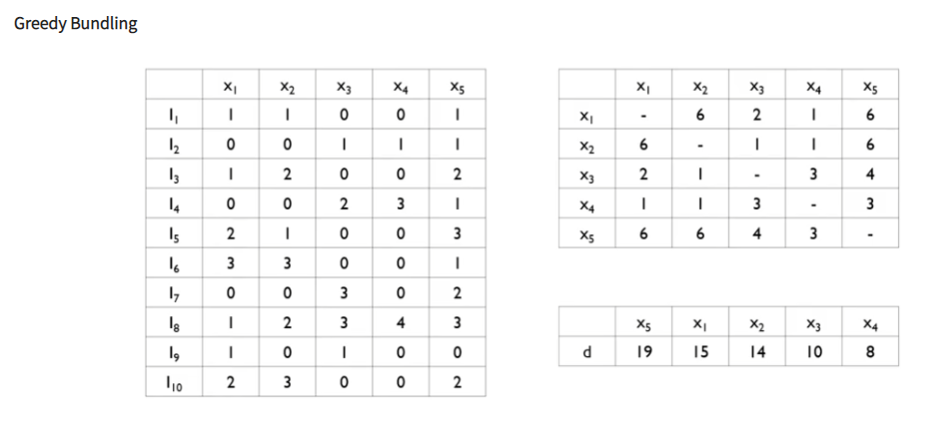 Greedy Bundling
X₁ X₂ X₃ X₄ X₅
I₁ 1 1 0 0 1
I₂ 0 0 1 1 1
I₃ 1 2 0 0 2
I₄ 0 0 2 3 1
I₅ 2 1 0 0 3
I₆ 3 3 0 0 1
I₇ 0 0 3 0 2
I₈ 1 2 3 4 3
I₉ 1 0 1 0 0
I₁₀ 2 3 0 0 2
X₁ X₂ X₃ X₄ X₅
X₁ - 6 2 1 6
X₂ 6 - 1 1 6
X₃ 2 1 - 3 4
X₄ 1 1 3 - 3
X₅ 6 6 4 3 -
X₅ X₁ X₂ X₃ X₄
d 19 15 14 10 8